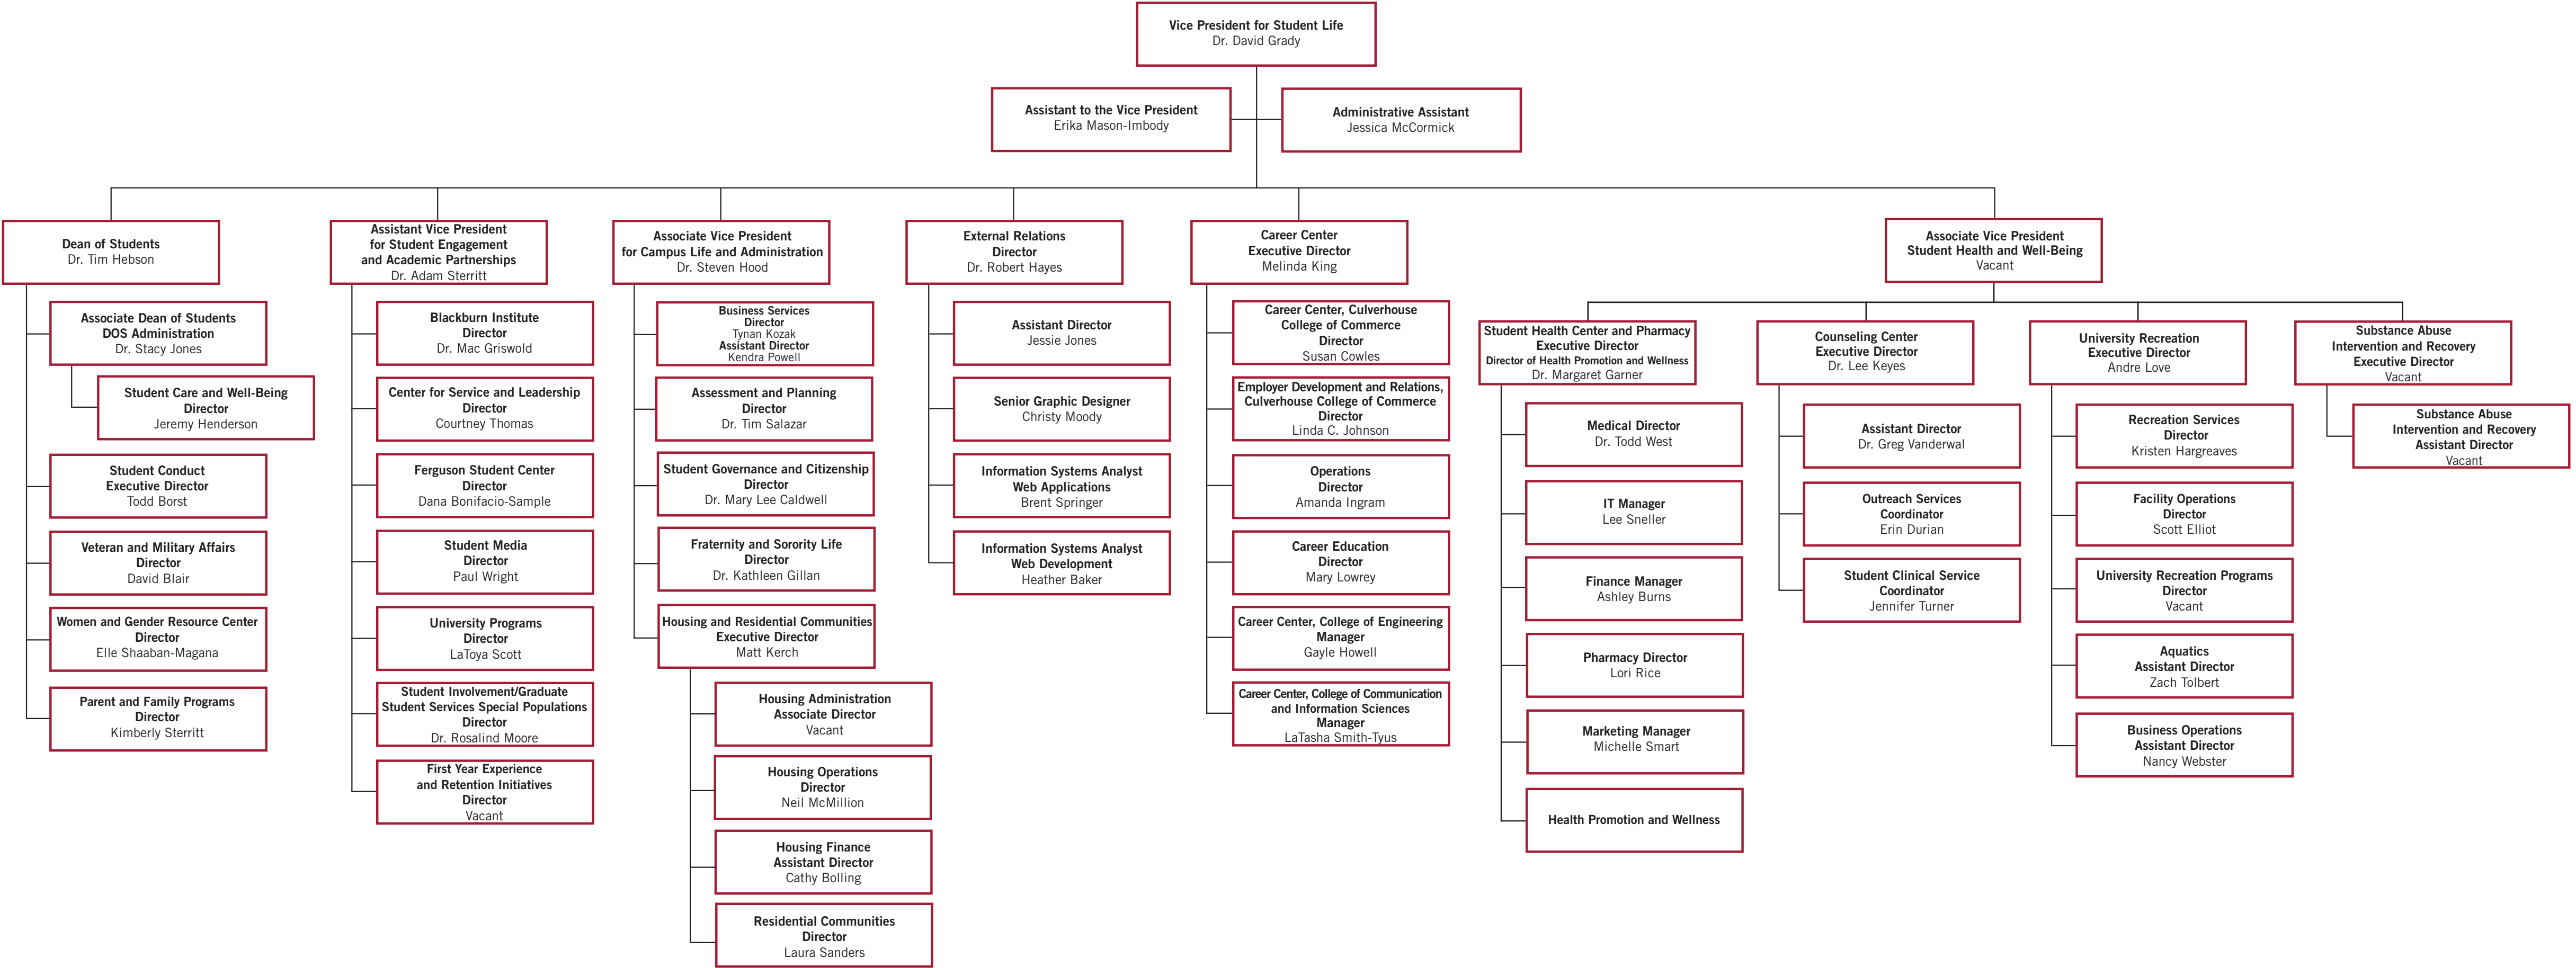 Vice President for Student Life
Dr. David Grady
Assistant to the Vice President
Erika Mason-Imbody
Administrative Assistant
Jessica McCormick
Dean of Students
Dr. Tim Hebson
Associate Dean of Students
DOS Administration
Dr. Stacy Jones
Student Care and Well-Being
Director
Jeremy Henderson
Student Conduct
Executive Director
Todd Borst
Veteran and Military Affairs
Director
David Blair
Women and Gender Resource Center
Director
Elle Shaaban-Magana
Parent and Family Programs
Director
Kimberly Sterritt
Assistant Vice President
for Student Engagement
and Academic Partnerships
Dr. Adam Sterritt
Blackburn Institute
Director
Dr. Mac Griswold
Center for Service and Leadership
Director
Courtney Thomas
Ferguson Student Center
Director
Dana Bonifacio-Sample
Student Media
Director
Paul Wright
University Programs
Director
LaToya Scott
Student Involvement/Graduate
Student Services Special Populations
Director
Dr. Rosalind Moore
First Year Experience
and Retention Initiatives
Director
Vacant
Associate Vice President
for Campus Life and Administration
Dr. Steven Hood
Business Services
Director
Tynan Kozak
Assistant Director
Kendra Powell
Assessment and Planning
Director
Dr. Tim Salazar
Student Governance and Citizenship
Director
Dr. Mary Lee Caldwell
Fraternity and Sorority Life
Director
Dr. Kathleen Gillan
Housing and Residential Communities
Executive Director
Matt Kerch
Housing Administration
Associate Director
Vacant
Housing Operations
Director
Neil McMillion
Housing Finance
Assistant Director
Cathy Bolling
Residential Communities
Director
Laura Sanders
External Relations
Director
Dr. Robert Hayes
Assistant Director
Jessie Jones
Senior Graphic Designer
Christy Moody
Information Systems Analyst
Web Applications
Brent Springer
Information Systems Analyst
Web Development
Heather Baker
Career Center
Executive Director
Melinda King
Career Center, Culverhouse
College of Commerce
Director
Susan Cowles
Employer Development and Relations,
Culverhouse College of Commerce
Director
Linda C. Johnson
Operations
Director
Amanda Ingram
Career Education
Director
Mary Lowrey
Career Center, College of Engineering
Manager
Gayle Howell
Career Center, College of Communication
and Information Sciences
Manager
LaTasha Smith-Tyus
Associate Vice President
Student Health and Well-Being
Vacant
Student Health Center and Pharmacy
Executive Director
Director of Health Promotion and Wellness
Dr. Margaret Garner
Medical Director
Dr. Todd West
IT Manager
Lee Sneller
Finance Manager
Ashley Burns
Pharmacy Director
Lori Rice
Marketing Manager
Michelle Smart
Health Promotion and Wellness
Counseling Center
Executive Director
Dr. Lee Keyes
Assistant Director
Dr. Greg Vanderwal
Outreach Services
Coordinator
Erin Durian
Student Clinical Service
Coordinator
Jennifer Turner
University Recreation
Executive Director
Andre Love
Recreation Services
Director
Kristen Hargreaves
Facility Operations
Director
Scott Elliot
University Recreation Programs
Director
Vacant
Aquatics
Assistant Director
Zach Tolbert
Business Operations
Assistant Director
Nancy Webster
Substance Abuse
Intervention and Recovery
Executive Director
Vacant
Substance Abuse
Intervention and Recovery
Assistant Director
Vacant